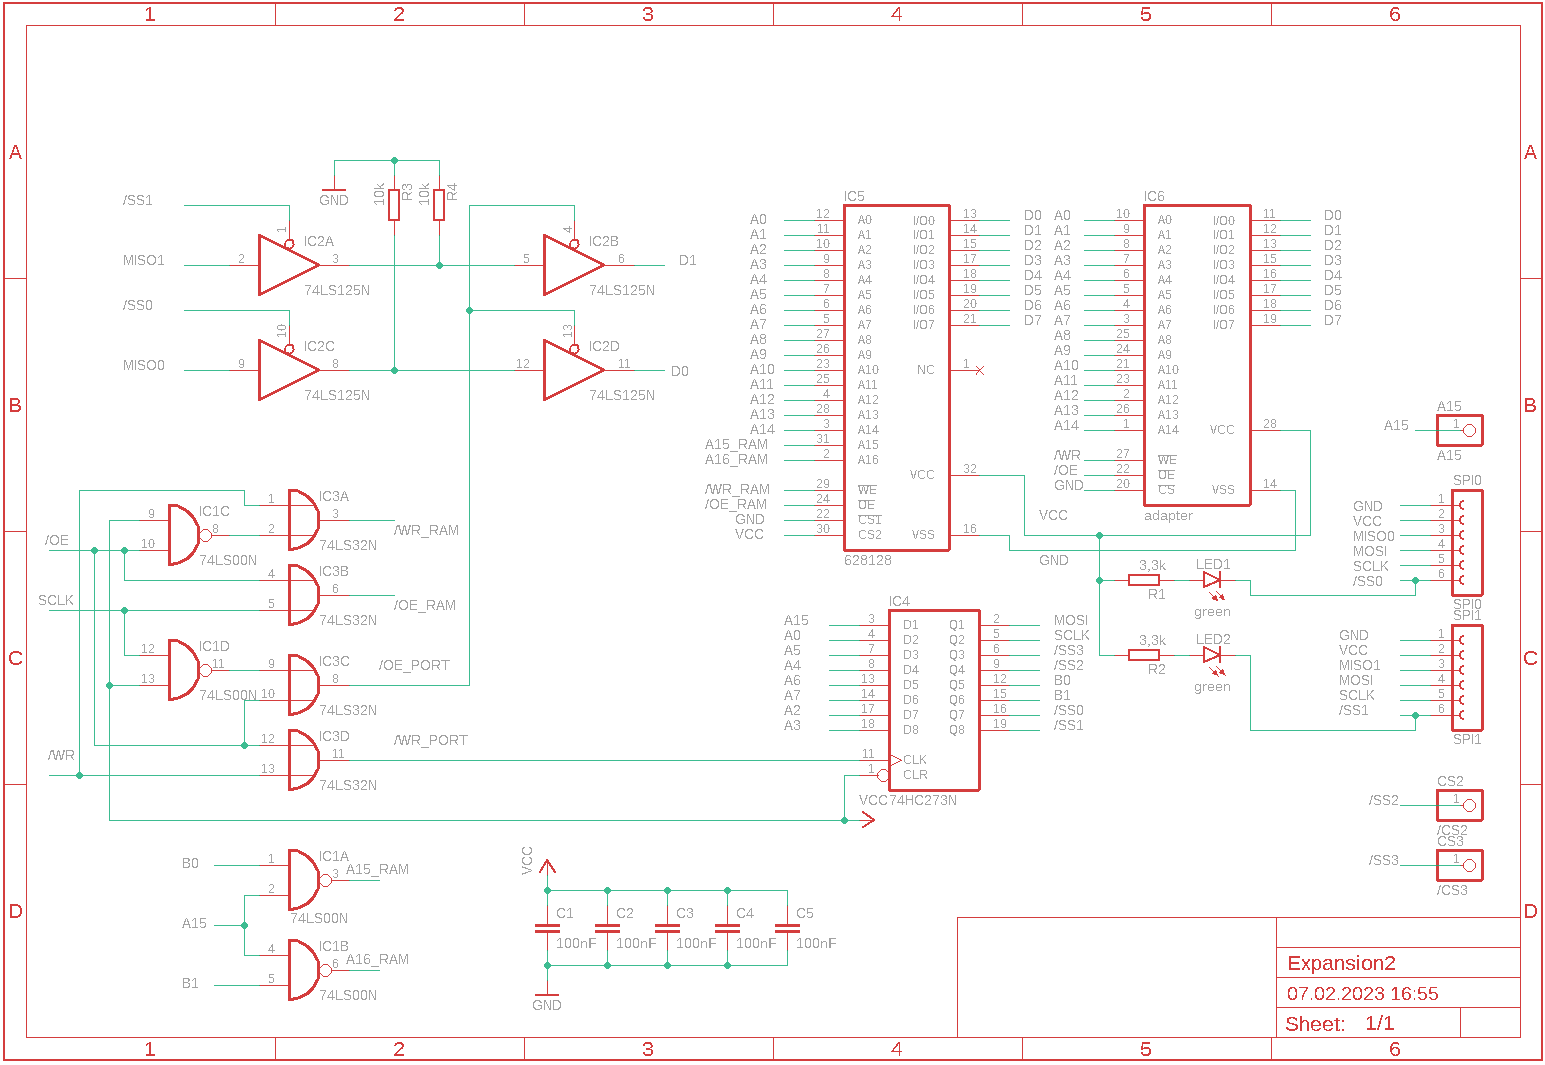 1 2 3 4 5 6
A A
B B
C C
D D
/SS1
MISO1
/SS0
MISO0
GND
10k R3
10k R4
1
2 IC2A 3
74LS125N
10
9 IC2C 8
74LS125N
4
5 IC2B 6 D1
74LS125N
13
12 IC2D 11 D0
74LS125N
IC5
A0 12 A0 I/O0 13 D0
A1 11 A1 I/O1 14 D1
A2 10 A2 I/O2 15 D2
A3 9 A3 I/O3 17 D3
A4 8 A4 I/O4 18 D4
A5 7 A5 I/O5 19 D5
A6 6 A6 I/O6 20 D6
A7 5 A7 I/O7 21 D7
A8 27 A8
A9 26 A9
A10 23 A10 NC 1
A11 25 A11
A12 4 A12
A13 28 A13
A14 3 A14
A15_RAM 31 A15
A16_RAM 2 A16
VCC 32
/WR_RAM 29 WE
/OE_RAM 24 OE
GND 22 CS1
VCC 30 CS2 VSS 16
628128
IC6
A0 10 A0 I/O0 11 D0
A1 9 A1 I/O1 12 D1
A2 8 A2 I/O2 13 D2
A3 7 A3 I/O3 15 D3
A4 6 A4 I/O4 16 D4
A5 5 A5 I/O5 17 D5
A6 4 A6 I/O6 18 D6
A7 3 A7 I/O7 19 D7
A8 25 A8
A9 24 A9
A10 21 A10
A11 23 A11
A12 2 A12
A13 26 A13
A14 1 A14 VCC 28
/WR 27 WE
/OE 22 OE
GND 20 CS VSS 14
adapter
VCC
GND
A15
A15 1
A15
SPI0
GND 1
VCC 2
MISO0 3
MOSI 4
SCLK 5
/SS0 6
SPI0
SPI1
GND 1
VCC 2
MISO1 3
MOSI 4
SCLK 5
/SS1 6
SPI1
3,3k LED1
R1 green
3,3k LED2
R2 green
/OE
SCLK
/WR
9 IC1C 8
10 74LS00N
1 IC3A 3 /WR_RAM
2 74LS32N
4 IC3B 6 /OE_RAM
5 74LS32N
12 IC1D 11
13 74LS00N
9 IC3C 8 /OE_PORT
10 74LS32N
12 IC3D 11 /WR_PORT
13 74LS32N
IC4
A15 3 D1 Q1 2 MOSI
A0 4 D2 Q2 5 SCLK
A5 7 D3 Q3 6 /SS3
A4 8 D4 Q4 9 /SS2
A6 13 D5 Q5 12 B0
A7 14 D6 Q6 15 B1
A2 17 D7 Q7 16 /SS0
A3 18 D8 Q8 19 /SS1
11 CLK
1 CLR
VCC 74HC273N
CS2
/SS2 1
/CS2
CS3
/SS3 1
/CS3
B0 1 IC1A 3 A15_RAM
2 74LS00N
A15
4 IC1B 6 A16_RAM
B1 5 74LS00N
VCC
C1 C2 C3 C4 C5
100nF 100nF 100nF 100nF 100nF
GND
Expansion2
07.02.2023 16:55
Sheet: 1/1
1 2 3 4 5 6